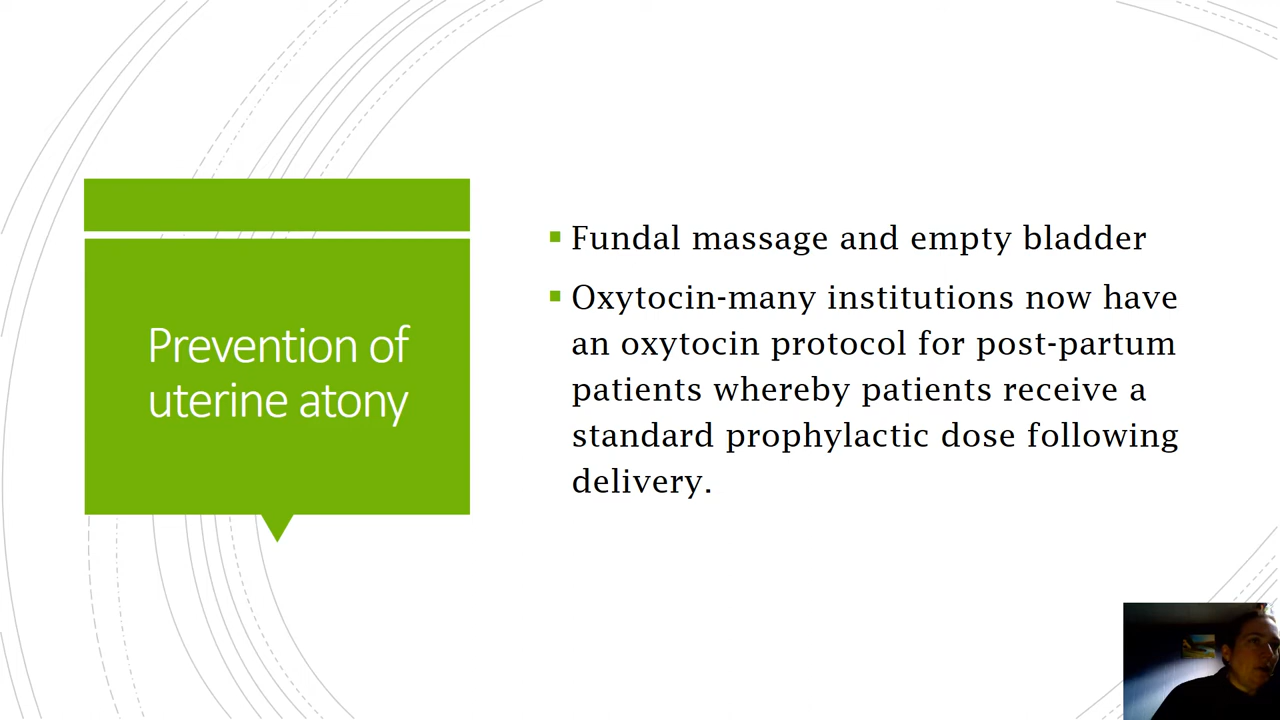 Prevention of
uterine atony
Fundal massage and empty bladder
Oxytocin-many institutions now have
an oxytocin protocol for post-partum
patients whereby patients receive a
standard prophylactic dose following
delivery.